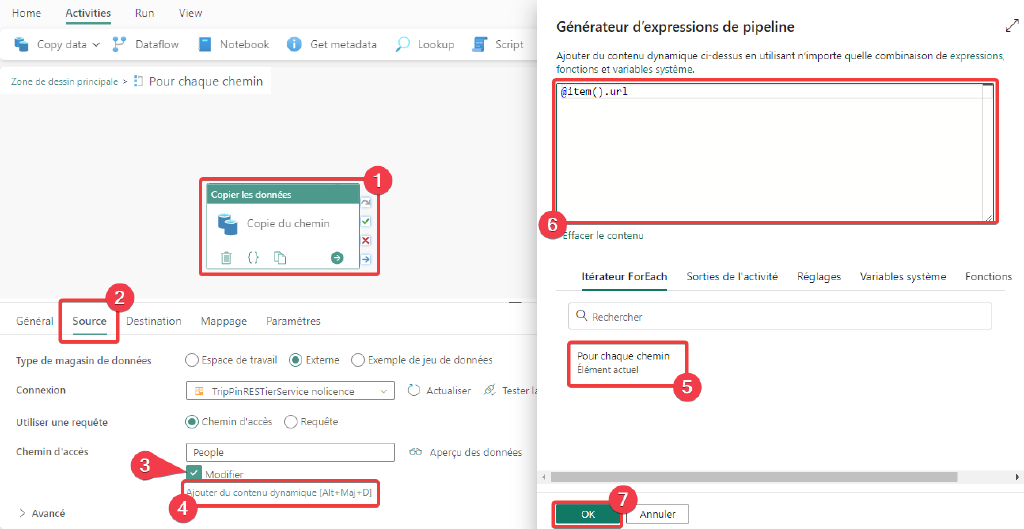 Home Activities Run View
Copy data Dataflow Notebook Get metadata Lookup Script
Zone de dessin principale > Pour chaque chemin
1
Copier les données
Copie du chemin
{}
2
Général Source Destination Mappage Paramètres
Type de magasin de données Espace de travail Externe Exemple de jeu de données
Connexion TripPinRESTierService nolicence Actualiser Tester la
Utiliser une requête Chemin d'accès Requête
Chemin d'accès People Aperçu des données
3 Modifier
Ajouter du contenu dynamique [Alt+Maj+D]
4
> Avancé
Générateur d'expressions de pipeline
Ajouter du contenu dynamique ci-dessus en utilisant n'importe quelle combinaison de expressions,
fonctions et variables système.
7
@item().url
6
Effacer le contenu
Itérateur ForEach Sorties de l'activité Réglages Variables système Fonctions
Rechercher
Pour chaque chemin
Élément actuel
5
7
OK Annuler